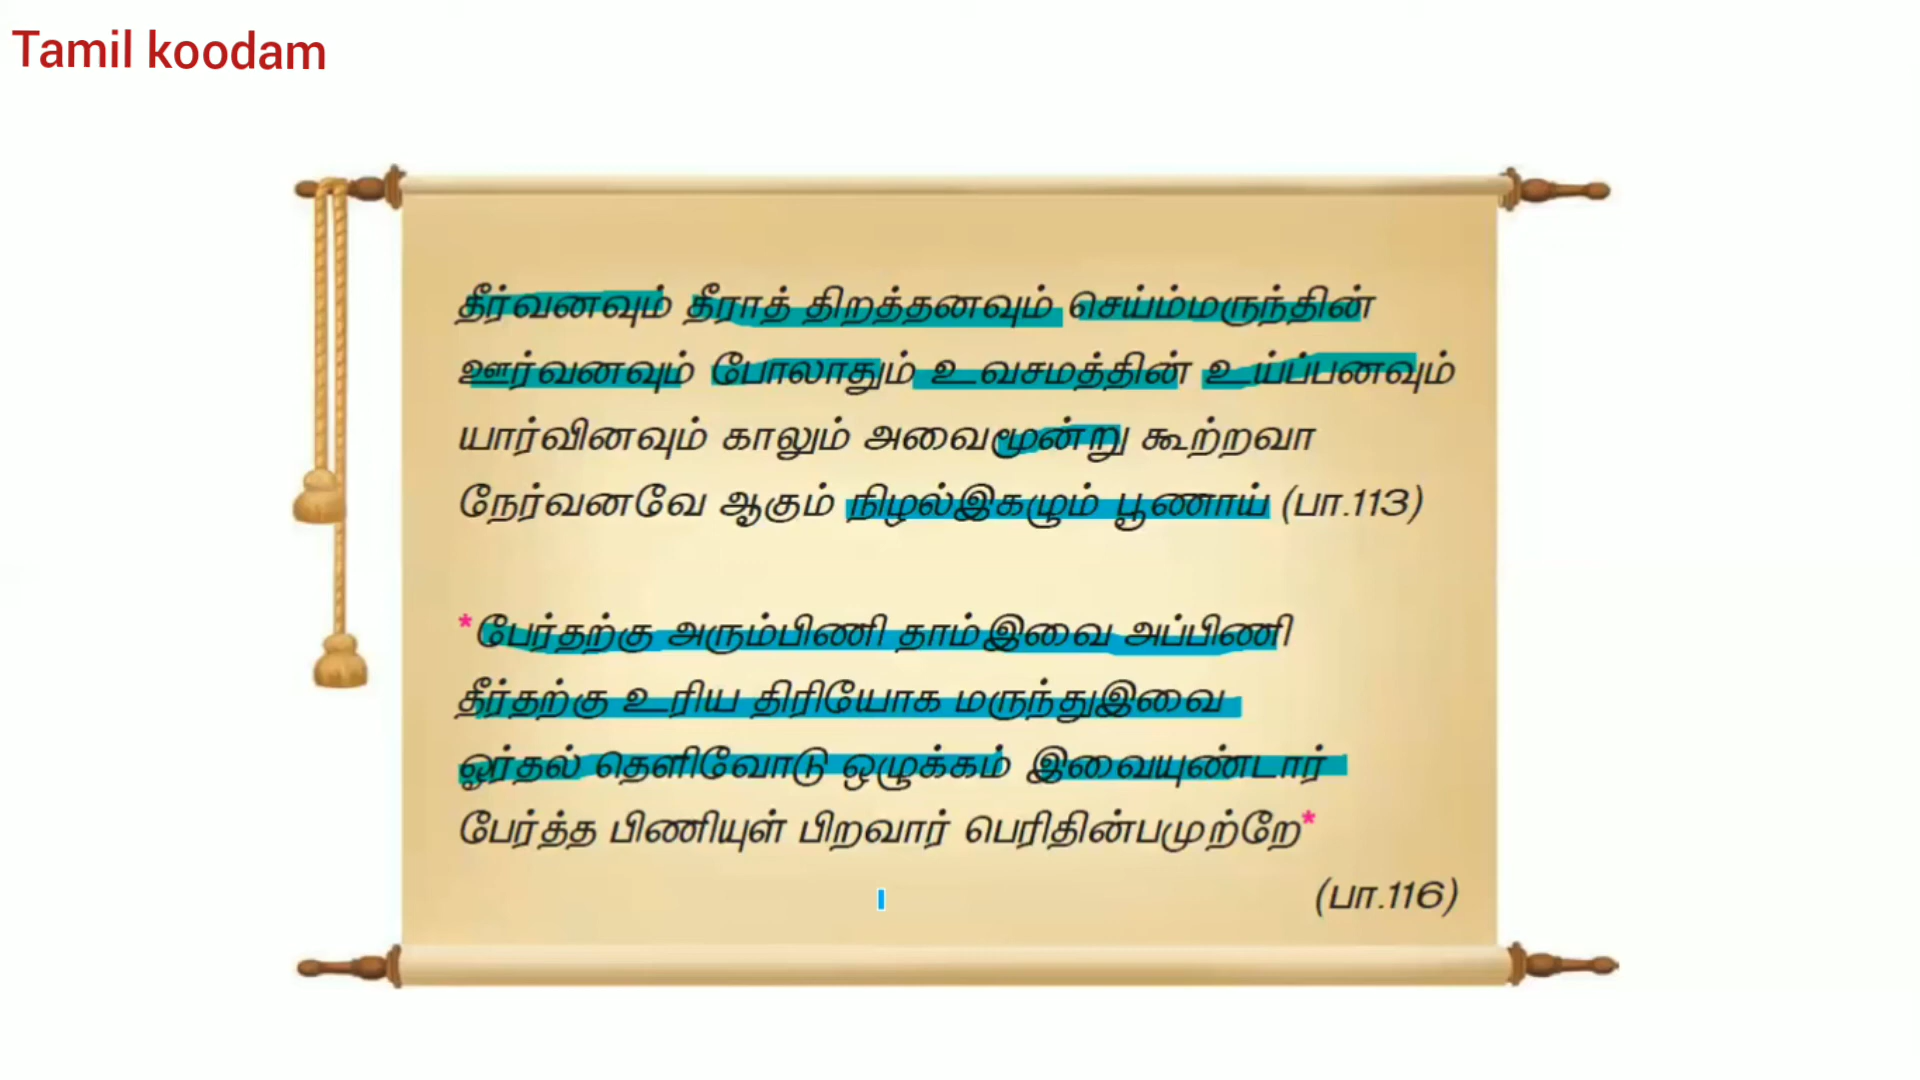 Tamil koodam
தீர்வனவும் தீராத் திறத்தனவும் செய்ம்மருந்தின்
ஊர்வனவும் போலாதும் உவசமத்தின் உய்ப்பனவும்
யார்வினவும் காலும் அவைமூன்று கூற்றவா
நேர்வனவே ஆகும் நிழல்இகழும் பூணாய் (பா.113)
*பேர்தற்கு அரும்பிணி தாம்இவை அப்பிணி
தீர்தற்கு உரிய திரியோக மருந்துஇவை
ஓர்தல் தெளிவோடு ஒழுக்கம் இவையுண்டார்
பேர்த்த பிணியுள் பிறவார் பெரிதின்பமுற்றே*
(பா.116)